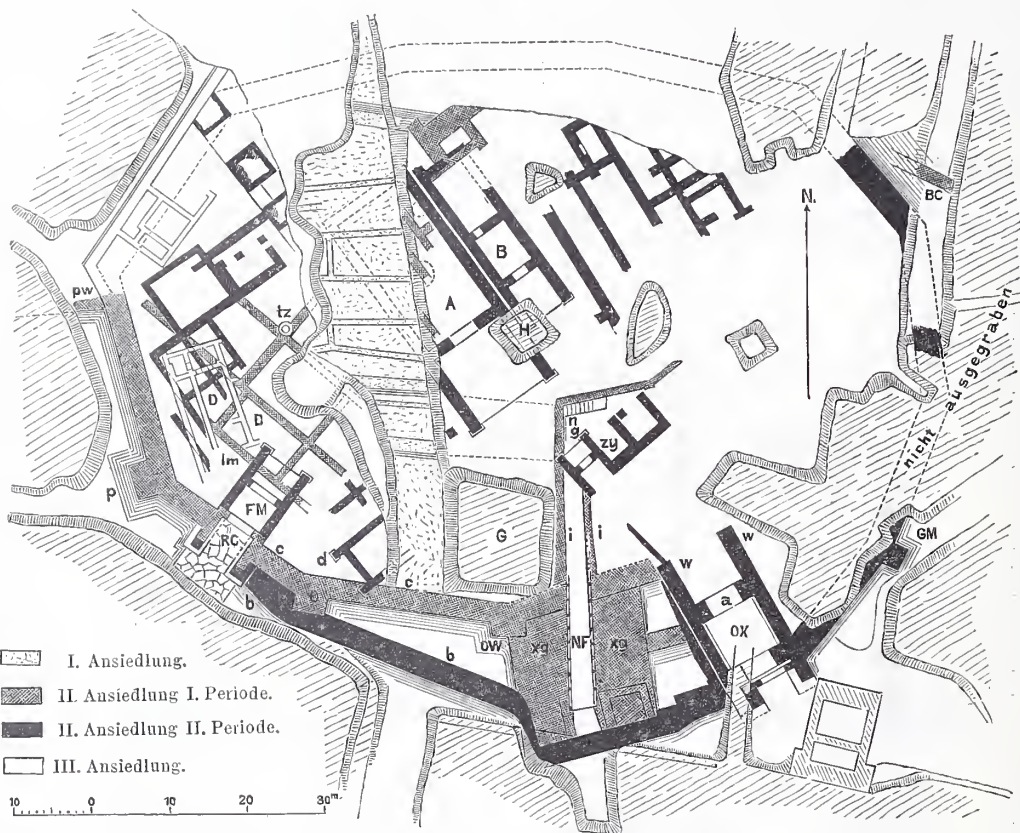 N.
BC
B
A
H
pw
tz
nicht ausgegraben
n
g
zy
D
D
lm
p
FM
G
RC
c
d
c
i
i
w
w
GM
b
a
b
ow
xg
NF
xg
OX
I. Ansiedlung.
II. Ansiedlung I. Periode.
II. Ansiedlung II. Periode.
III. Ansiedlung.
10 0 10 20 30m.